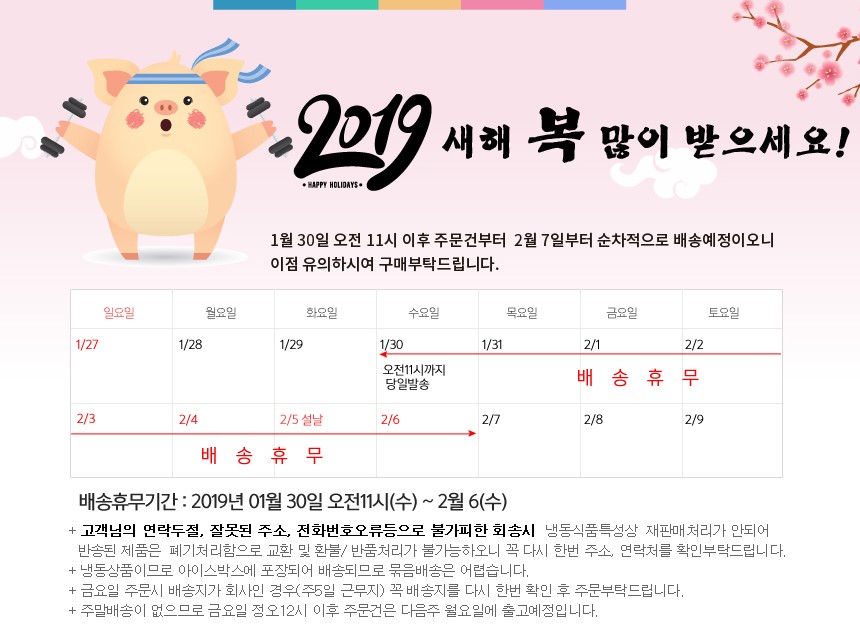 2019 새해 복 많이 받으세요!
• HAPPY HOLIDAYS •
1월 30일 오전 11시 이후 주문건부터 2월 7일부터 순차적으로 배송예정이오니
이점 유의하시여 구매부탁드립니다.
일요일 월요일 화요일 수요일 목요일 금요일 토요일
1/27 1/28 1/29 1/30 1/31 2/1 2/2
오전11시까지
당일발송
배 송 휴 무
2/3 2/4 2/5 설날 2/6 2/7 2/8 2/9
배 송 휴 무
배송휴무기간 : 2019년 01월 30일 오전11시(수) ~ 2월 6(수)
+ 고객님의 연락두절, 잘못된 주소, 전화번호오류등으로 불가피한 회송시 냉동식품특성상 재판매처리가 안되어
반송된 제품은 폐기처리함으로 교환 및 환불/ 반품처리가 불가능하오니 꼭 다시 한번 주소, 연락처를 확인부탁드립니다.
+ 냉동상품이므로 아이스박스에 포장되어 배송되므로 묶음배송은 어렵습니다.
+ 금요일 주문시 배송지가 회사인 경우(주5일 근무지) 꼭 배송지를 다시 한번 확인 후 주문부탁드립니다.
+ 주말배송이 없으므로 금요일 정오12시 이후 주문건은 다음주 월요일에 출고예정입니다.